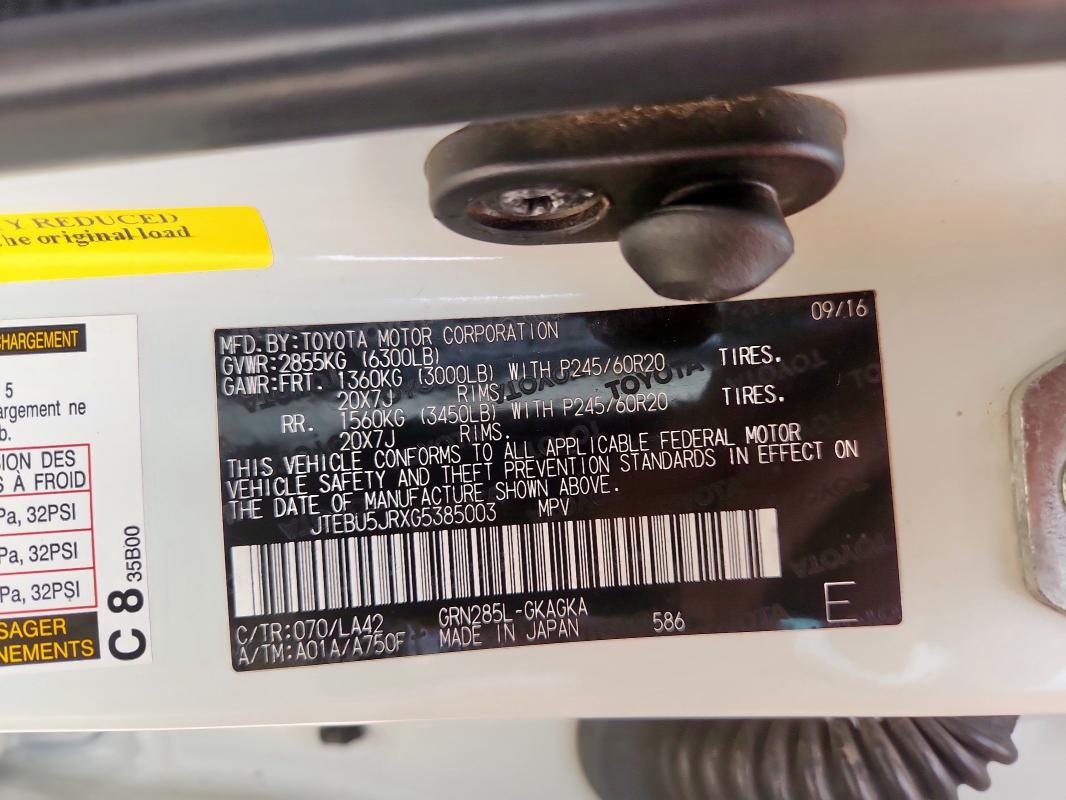 Y REDUCED
he original load
CHARGEMENT
5
argement ne
b.
ION DES
S À FROID
Pa, 32PSI
Pa, 32PSI
Pa, 32PSI
SAGER
NEMENTS
C 8 35B00
09/16
MFD.BY:TOYOTA MOTOR CORPORATION
GVWR:2855KG (6300LB)
GAWR:FRT. 1360KG (3000LB) WITH P245/60R20 TIRES.
20X7J RIMS.
RR. 1560KG (3450LB) WITH P245/60R20 TIRES.
20X7J RIMS.
THIS VEHICLE CONFORMS TO ALL APPLICABLE FEDERAL MOTOR
VEHICLE SAFETY AND THEFT PREVENTION STANDARDS IN EFFECT ON
THE DATE OF MANUFACTURE SHOWN ABOVE.
JTEBU5JRXG5385003 MPV
C/TR:070/LA42 GRN285L-GKAGKA
A/TM:A01A/A750F MADE IN JAPAN 586 E